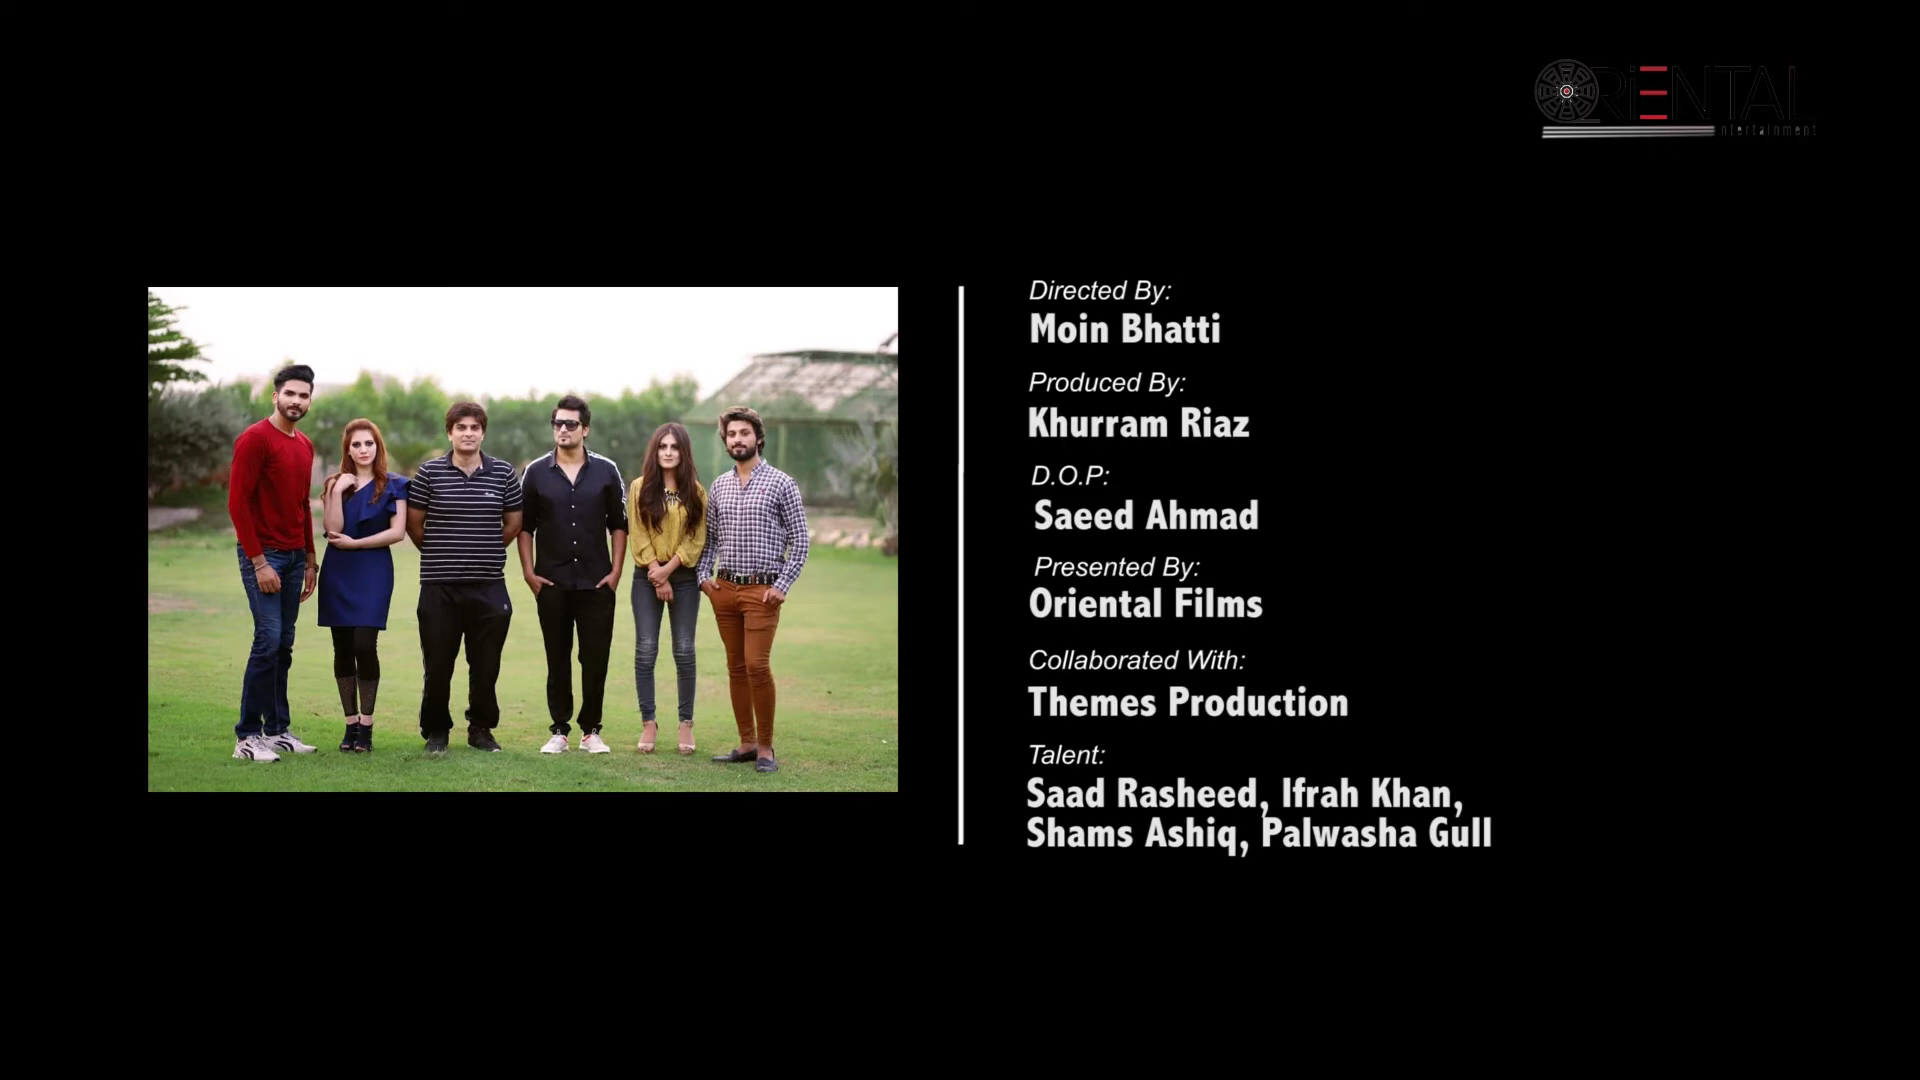 ORiENTAL
ntertainment
Directed By:
Moin Bhatti
Produced By:
Khurram Riaz
D.O.P:
Saeed Ahmad
Presented By:
Oriental Films
Collaborated With:
Themes Production
Talent:
Saad Rasheed, Ifrah Khan,
Shams Ashiq, Palwasha Gull